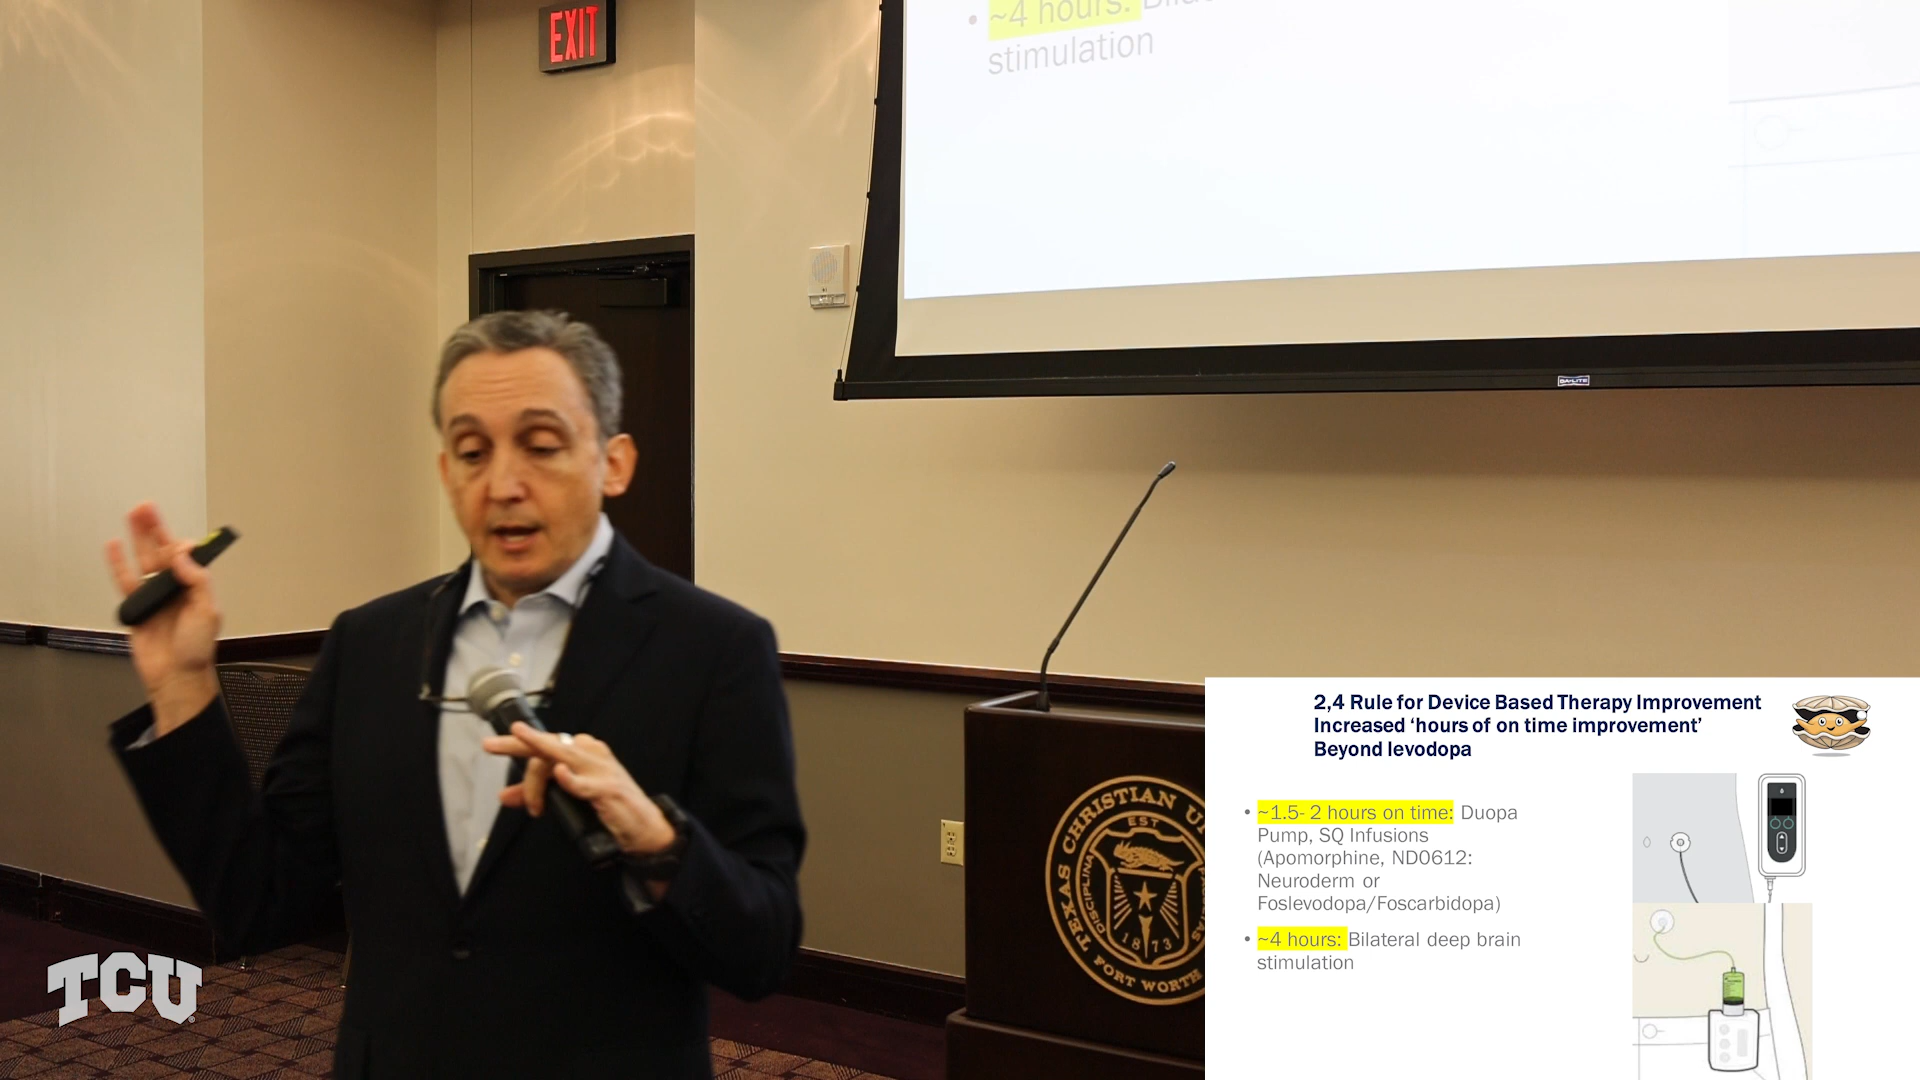 EXIT
~4 hours:
stimulation
DA-LITE
TEXAS CHRISTIAN U
EST
DISCIPLINA
1873
FORT WORTH
TCU
2,4 Rule for Device Based Therapy Improvement
Increased ‘hours of on time improvement’
Beyond levodopa
• ~1.5- 2 hours on time: Duopa
Pump, SQ Infusions
(Apomorphine, ND0612:
Neuroderm or
Foslevodopa/Foscarbidopa)
• ~4 hours: Bilateral deep brain
stimulation